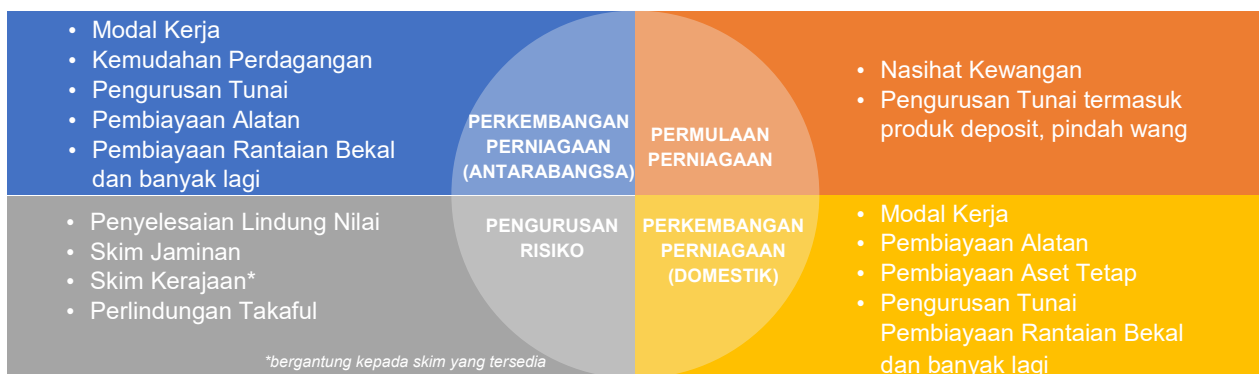 • Modal Kerja
• Kemudahan Perdagangan
• Pengurusan Tunai
• Pembiayaan Alatan
• Pembiayaan Rantaian Bekal
dan banyak lagi
PERKEMBANGAN
PERNIAGAAN
(ANTARABANGSA)
PERMULAAN
PERNIAGAAN
• Nasihat Kewangan
• Pengurusan Tunai termasuk
produk deposit, pindah wang
• Penyelesaian Lindung Nilai
• Skim Jaminan
• Skim Kerajaan*
• Perlindungan Takaful
*bergantung kepada skim yang tersedia
PENGURUSAN
RISIKO
PERKEMBANGAN
PERNIAGAAN
(DOMESTIK)
• Modal Kerja
• Pembiayaan Alatan
• Pembiayaan Aset Tetap
• Pengurusan Tunai
Pembiayaan Rantaian Bekal
dan banyak lagi